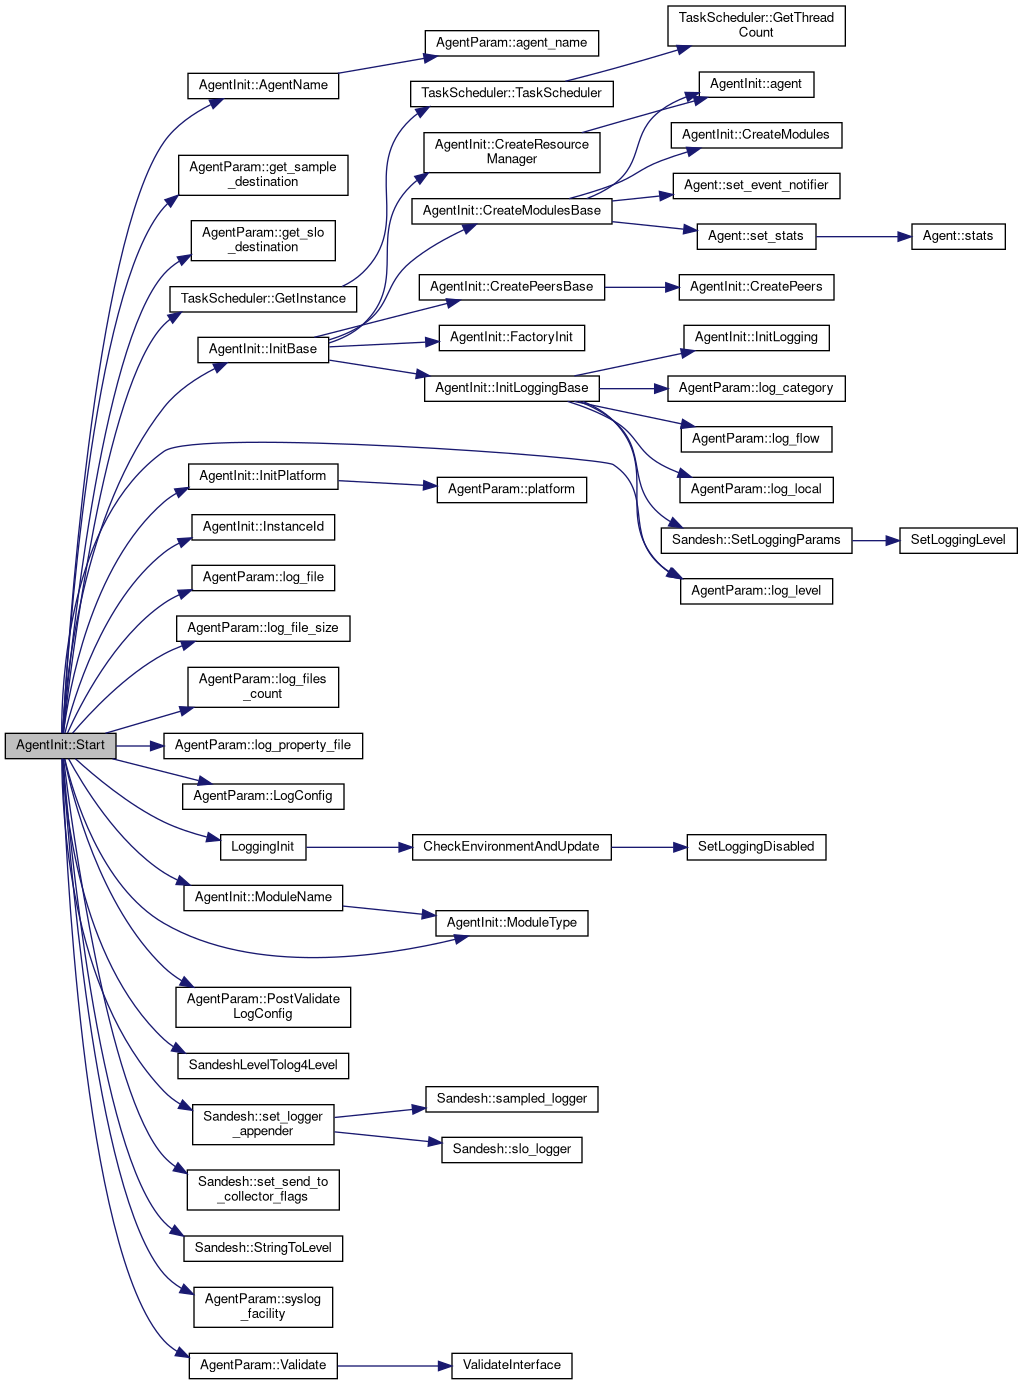 AgentInit::Start
AgentInit::AgentName
AgentParam::agent_name
AgentParam::get_sample
_destination
AgentParam::get_slo
_destination
TaskScheduler::GetInstance
TaskScheduler::TaskScheduler
TaskScheduler::GetThread
Count
AgentInit::InitBase
AgentInit::CreateResource
Manager
AgentInit::agent
AgentInit::CreateModulesBase
AgentInit::CreateModules
Agent::set_event_notifier
Agent::set_stats
Agent::stats
AgentInit::CreatePeersBase
AgentInit::CreatePeers
AgentInit::FactoryInit
AgentInit::InitLoggingBase
AgentInit::InitLogging
AgentParam::log_category
AgentParam::log_flow
AgentParam::log_local
Sandesh::SetLoggingParams
SetLoggingLevel
AgentParam::log_level
AgentInit::InitPlatform
AgentParam::platform
AgentInit::InstanceId
AgentParam::log_file
AgentParam::log_file_size
AgentParam::log_files
_count
AgentParam::log_property_file
AgentParam::LogConfig
LoggingInit
CheckEnvironmentAndUpdate
SetLoggingDisabled
AgentInit::ModuleName
AgentInit::ModuleType
AgentParam::PostValidate
LogConfig
SandeshLevelTolog4Level
Sandesh::set_logger
_appender
Sandesh::sampled_logger
Sandesh::slo_logger
Sandesh::set_send_to
_collector_flags
Sandesh::StringToLevel
AgentParam::syslog
_facility
AgentParam::Validate
ValidateInterface